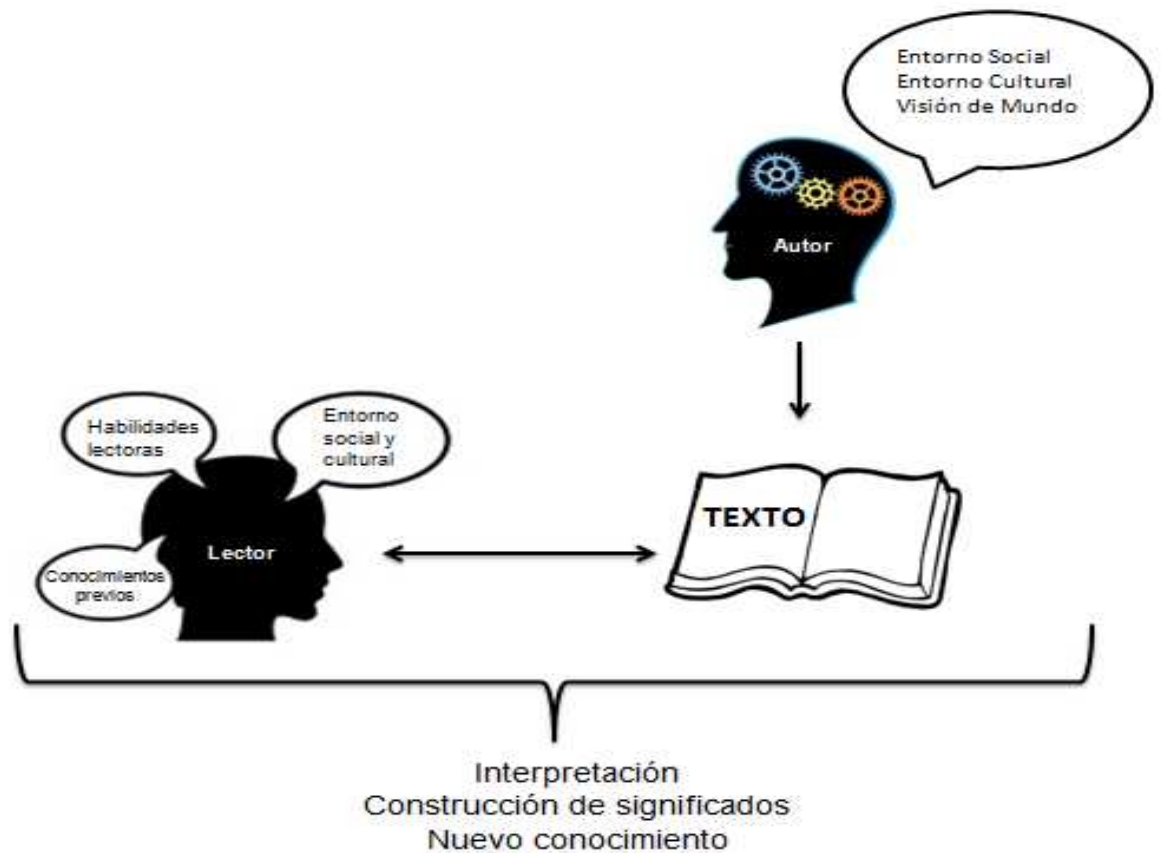 Entorno Social
Entorno Cultural
Visión de Mundo
Autor
Habilidades
lectoras
Entorno
social y
cultural
Conocimientos
previos
Lector
TEXTO
Interpretación
Construcción de significados
Nuevo conocimiento